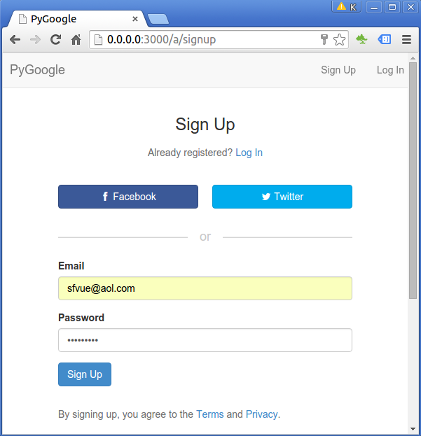 PyGoogle
K
0.0.0.0:3000/a/signup
PyGoogle Sign Up Log In
Sign Up
Already registered? Log In
Facebook Twitter
or
Email
sfvue@aol.com
Password
•••••••••
Sign Up
By signing up, you agree to the Terms and Privacy.